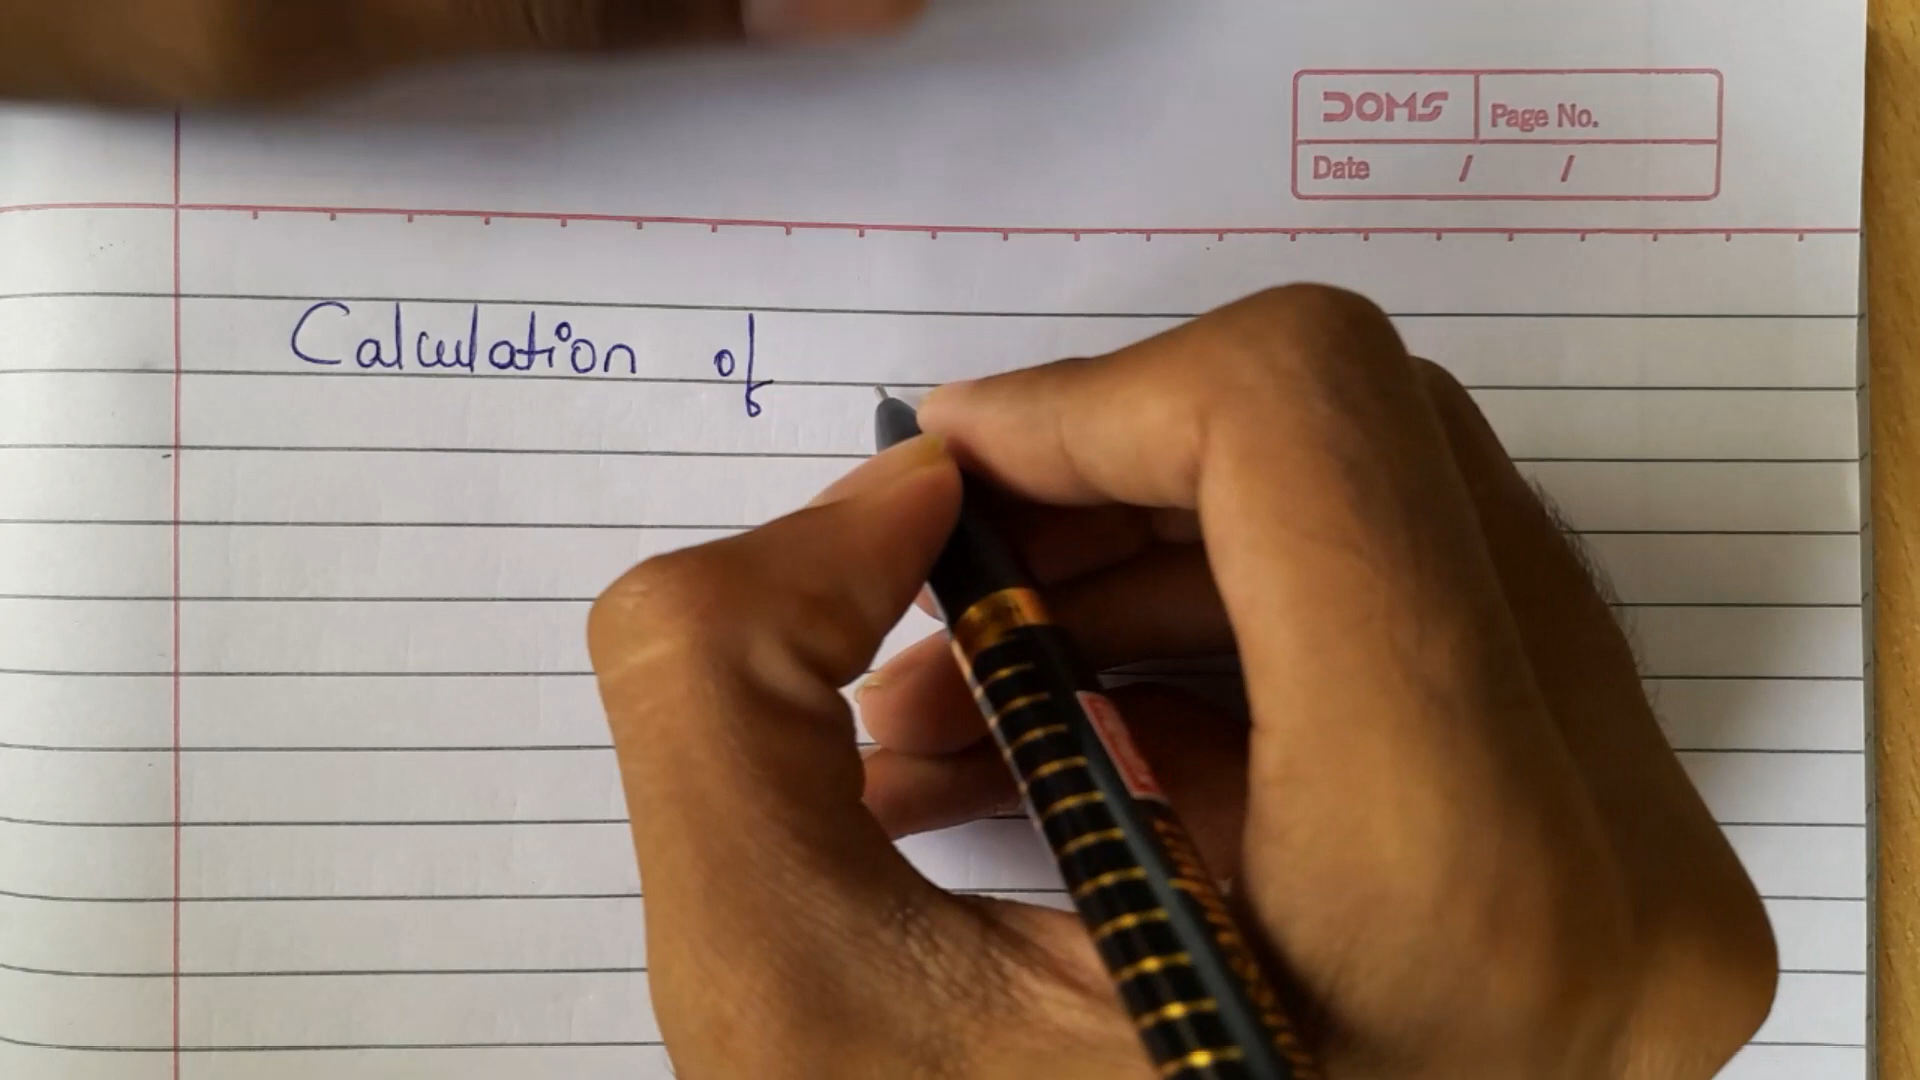 DOMS Page No.
Date / /
Calculation of